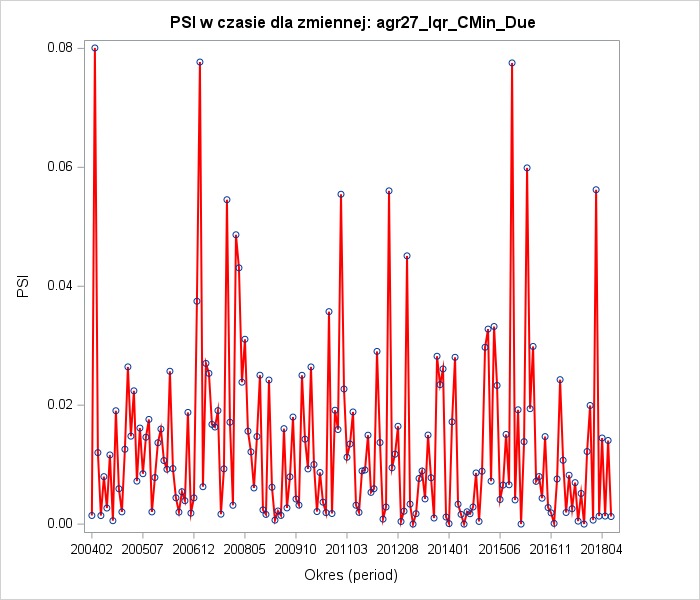 PSI w czasie dla zmiennej: agr27_Iqr_CMin_Due
0.08
0.06
0.04
0.02
0.00
PSI
200402 200507 200612 200805 200910 201103 201208 201401 201506 201611 201804
Okres (period)